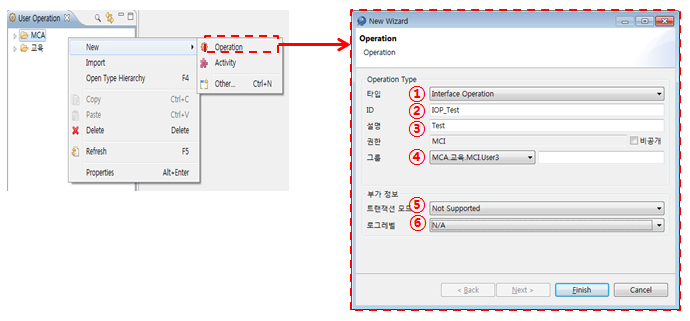 User Operation
MCA
교육
New
Operation
Import
Activity
Open Type Hierarchy F4
Other... Ctrl+N
Copy Ctrl+C
Paste Ctrl+V
Delete Delete
Refresh F5
Properties Alt+Enter
New Wizard
Operation
Operation
Operation Type
타입 ① Interface Operation
ID ② IOP_Test
설명 ③ Test
권한 MCI 비공개
그룹 ④ MCA.교육.MCI.User3
부가 정보
트랜잭션 모드 ⑤ Not Supported
로그레벨 ⑥ N/A
< Back Next > Finish Cancel